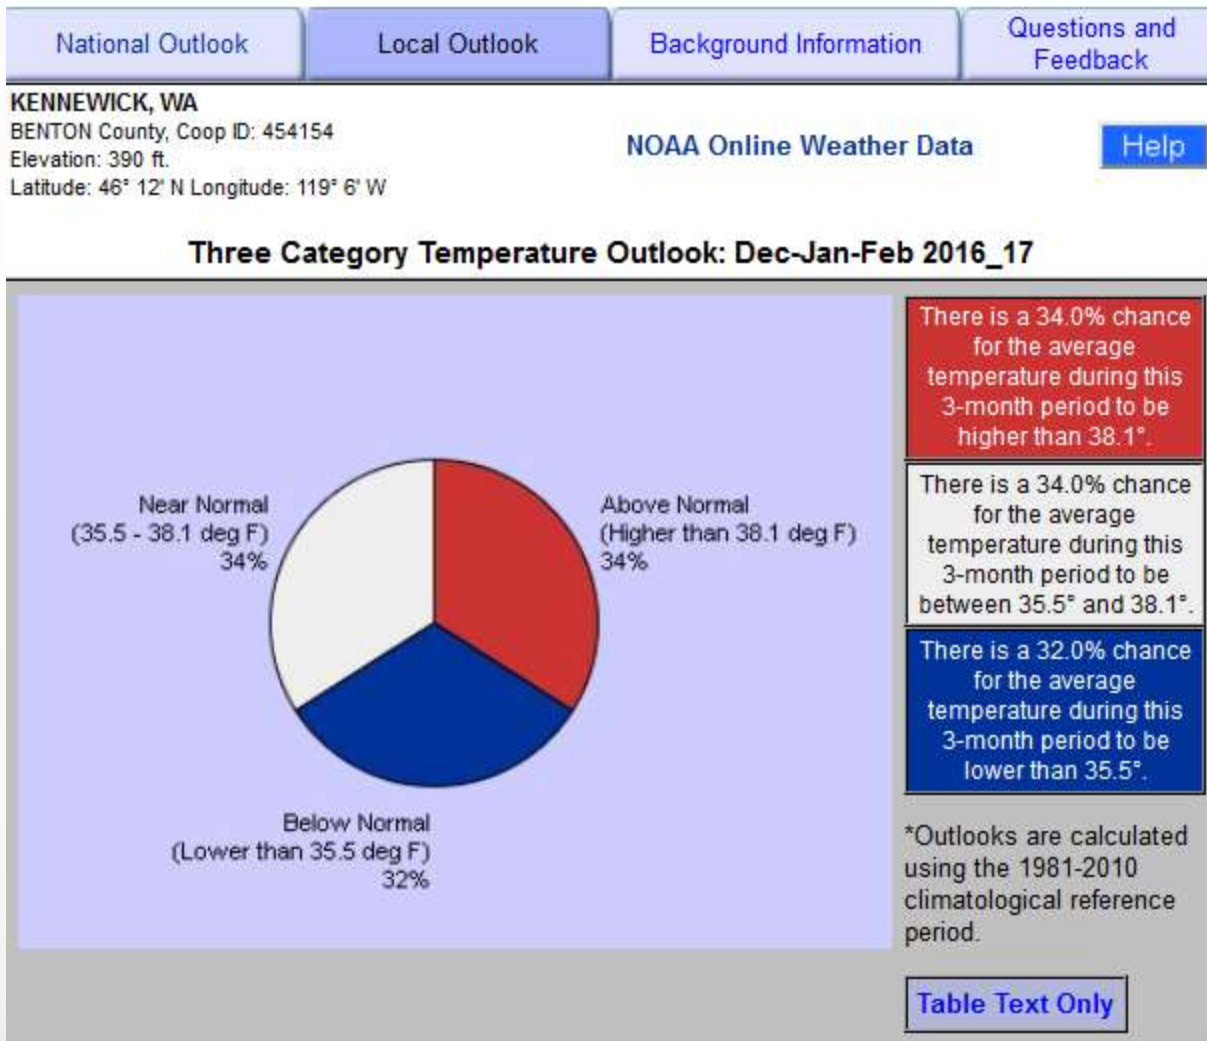 National Outlook
Local Outlook
Background Information
Questions and
Feedback
KENNEWICK, WA
BENTON County, Coop ID: 454154
Elevation: 390 ft.
Latitude: 46° 12' N Longitude: 119° 6' W
NOAA Online Weather Data
Help
Three Category Temperature Outlook: Dec-Jan-Feb 2016_17
Near Normal
(35.5 - 38.1 deg F)
34%
Above Normal
(Higher than 38.1 deg F)
34%
Below Normal
(Lower than 35.5 deg F)
32%
There is a 34.0% chance
for the average
temperature during this
3-month period to be
higher than 38.1°.
There is a 34.0% chance
for the average
temperature during this
3-month period to be
between 35.5° and 38.1°.
There is a 32.0% chance
for the average
temperature during this
3-month period to be
lower than 35.5°.
*Outlooks are calculated
using the 1981-2010
climatological reference
period.
Table Text Only